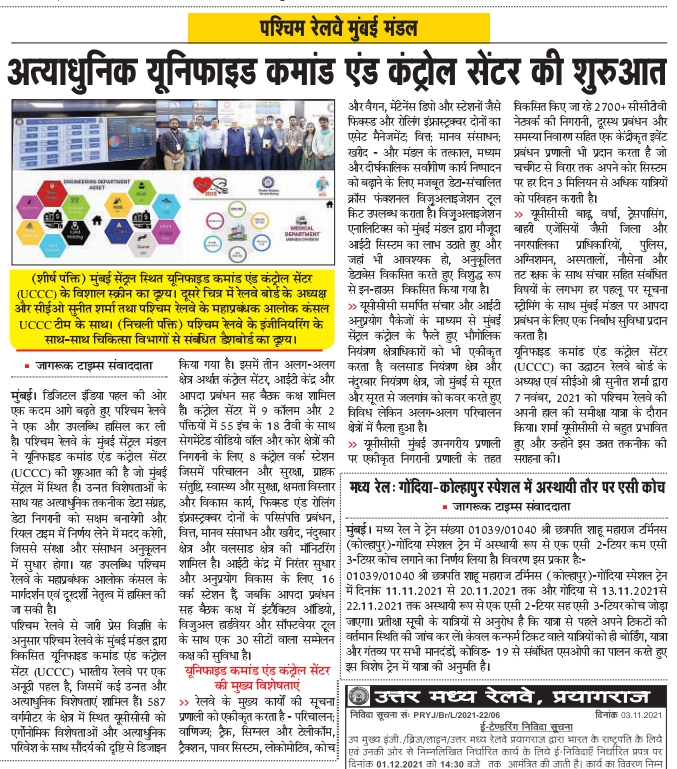 पश्चिम रेलवे मुंबई मंडल
अत्याधुनिक यूनिफाइड कमांड एंड कंट्रोल सेंटर की शुरुआत
ENGINEERING DEPARTMENT
ASSET
MEDICAL
DEPARTMENT
MUMBAI DIVISION
(शीर्ष पंक्ति) मुंबई सेंट्रल स्थित यूनिफाइड कमांड एंड कंट्रोल सेंटर
(UCCC) के विशाल स्क्रीन का दृश्य। दूसरे चित्र में रेलवे बोर्ड के अध्यक्ष
और सीईओ सुनीत शर्मा तथा पश्चिम रेलवे के महाप्रबंधक आलोक कंसल
UCCC टीम के साथ। (निचली पंक्ति) पश्चिम रेलवे के इंजीनियरिंग के
साथ-साथ चिकित्सा विभागों से संबंधित डैशबोर्ड का दृश्य।
▪ जागरूक टाइम्स संवाददाता
मुंबई। डिजिटल इंडिया पहल की ओर
एक कदम आगे बढ़ते हुए पश्चिम रेलवे
ने एक और उपलब्धि हासिल कर ली
है। पश्चिम रेलवे के मुंबई सेंट्रल मंडल
ने यूनिफाइड कमांड एंड कंट्रोल सेंटर
(UCCC) की शुरुआत की है जो मुंबई
सेंट्रल में स्थित है। उन्नत विशेषताओं के
साथ यह अत्याधुनिक तकनीक डेटा संग्रह,
डेटा निगरानी को सक्षम बनायेगी और
रियल टाइम में निर्णय लेने में मदद करेगी,
जिससे संरक्षा और संसाधन अनुकूलन
में सुधार होगा। यह उपलब्धि पश्चिम
रेलवे के महाप्रबंधक आलोक कंसल के
मार्गदर्शन एवं दूरदर्शी नेतृत्व में हासिल की
जा सकी है।
पश्चिम रेलवे से जारी प्रेस विज्ञप्ति के
अनुसार पश्चिम रेलवे के मुंबई मंडल द्वारा
विकसित यूनिफाइड कमांड एंड कंट्रोल
सेंटर (UCCC) भारतीय रेलवे पर एक
अनूठी पहल है, जिसमें कई उन्नत और
अत्याधुनिक विशेषताएं शामिल हैं। 587
वर्गमीटर के क्षेत्र में स्थित यूसीसीसी को
एर्गोनोमिक विशेषताओं और अत्याधुनिक
परिवेश के साथ सौंदर्य की दृष्टि से डिजाइन
किया गया है। इसमें तीन अलग-अलग
क्षेत्र अर्थात कंट्रोल सेंटर, आईटी केंद्र और
आपदा प्रबंधन सह बैठक कक्ष शामिल
हैं। कंट्रोल सेंटर में 9 कॉलम और 2
पंक्तियों में 55 इंच के 18 टीवी के साथ
सेगमेंटेड वीडियो वॉल और कोर क्षेत्रों की
निगरानी के लिए 8 कंट्रोल वर्क स्टेशन
जिसमें परिचालन और सुरक्षा, ग्राहक
संतुष्टि, स्वास्थ्य और सुरक्षा, क्षमता विस्तार
और विकास कार्य, फिक्स्ड एंड रोलिंग
इंफ्रास्ट्रक्चर दोनों के परिसंपत्ति प्रबंधन,
वित्त, मानव संसाधन और खरीद, नंदुरबार
क्षेत्र और वलसाड क्षेत्र की मॉनिटरिंग
शामिल है। आईटी केंद्र में निरंतर सुधार
और अनुप्रयोग विकास के लिए 16
वर्क स्टेशन हैं, जबकि आपदा प्रबंधन
सह बैठक कक्ष में इंटरैक्टिव ऑडियो,
विजुअल हार्डवेयर और सॉफ्टवेयर टूल
के साथ एक 30 सीटों वाला सम्मेलन
कक्ष की सुविधा है।
यूनिफाइड कमांड एंड कंट्रोल सेंटर
की मुख्य विशेषताएं
>> रेलवे के मुख्य कार्यों की सूचना
प्रणाली को एकीकृत करता है - परिचालन;
वाणिज्य; ट्रैक, सिग्नल और टेलीकॉम,
ट्रैक्शन, पावर सिस्टम, लोकोमोटिव, कोच
और वैगन, मेंटेनेंस डिपो और स्टेशनों जैसे
फिक्स्ड और रोलिंग इंफ्रास्ट्रक्चर दोनों का
एसेट मैनेजमेंट; वित्त; मानव संसाधन;
खरीद - और मंडल के तत्काल, मध्यम
और दीर्घकालिक सर्वांगीण कार्य निष्पादन
को बढ़ाने के लिए मजबूत डेटा-संचालित
क्रॉस फंक्शनल विजुअलाइजेशन टूल
किट उपलब्ध कराता है। विजुअलाइजेशन
एनालिटिक्स को मुंबई मंडल द्वारा मौजूदा
आईटी सिस्टम का लाभ उठाते हुए और
जहां भी आवश्यक हो, अनुकूलित
डेटाबेस विकसित करते हुए विशुद्ध रूप
से इन-हाउस विकसित किया गया है।
>> यूसीसीसी समर्पित संचार और आईटी
अनुप्रयोग पैकेजों के माध्यम से मुंबई
सेंट्रल कंट्रोल के फैले हुए भौगोलिक
नियंत्रण क्षेत्राधिकारों को भी एकीकृत
करता है वलसाड नियंत्रण क्षेत्र और
नंदुरबार नियंत्रण क्षेत्र, जो मुंबई से सूरत
और सूरत से जलगांव को कवर करते हुए
विविध लेकिन अलग-अलग परिचालन
क्षेत्रों में फैला हुआ है।
>> यूसीसीसी मुंबई उपनगरीय प्रणाली
पर एकीकृत निगरानी प्रणाली के तहत
विकसित किए जा रहे 2700+ सीसीटीवी
नेटवर्क की निगरानी, दूरस्थ प्रबंधन और
समस्या निवारण सहित एक केंद्रीकृत इवेंट
प्रबंधन प्रणाली भी प्रदान करता है जो
चर्चगेट से विरार तक अपने कोर सिस्टम
पर हर दिन 3 मिलियन से अधिक यात्रियों
को परिवहन करती है।
>> यूसीसीसी बाढ़, वर्षा, ट्रेसपासिंग,
बाहरी एजेंसियों जैसी जिला और
नगरपालिका प्राधिकारियों, पुलिस,
अग्निशमन, अस्पतालों, नौसेना और
तट रक्षक के साथ संचार सहित संबंधित
विषयों के लगभग हर पहलू पर सूचना
स्ट्रीमिंग के साथ मुंबई मंडल पर आपदा
प्रबंधन के लिए एक निर्बाध सुविधा प्रदान
करता है।
यूनिफाइड कमांड एंड कंट्रोल सेंटर
(UCCC) का उद्घाटन रेलवे बोर्ड के
अध्यक्ष एवं सीईओ श्री सुनीत शर्मा द्वारा
7 नवंबर, 2021 को पश्चिम रेलवे की
अपनी हाल की समीक्षा यात्रा के दौरान
किया। शर्मा यूसीसीसी से बहुत प्रभावित
हुए और उन्होंने इस उन्नत तकनीक की
सराहना की।
मध्य रेल : गोंदिया-कोल्हापुर स्पेशल में अस्थायी तौर पर एसी कोच
▪ जागरूक टाइम्स संवाददाता
मुंबई। मध्य रेल ने ट्रेन संख्या 01039/01040 श्री छत्रपति शाहू महाराज टर्मिनस
(कोल्हापुर)-गोंदिया स्पेशल ट्रेन में अस्थायी रूप से एक एसी 2-टियर कम एसी
3-टियर कोच लगाने का निर्णय लिया है। विवरण इस प्रकार है:-
01039/01040 श्री छत्रपति शाहू महाराज टर्मिनस (कोल्हापुर)-गोंदिया स्पेशल ट्रेन
में दिनांक 11.11.2021 से 20.11.2021 तक और गोंदिया से 13.11.2021से
22.11.2021 तक अस्थायी रूप से एक एसी 2-टियर सह एसी 3-टियर कोच जोड़ा
जाएगा। प्रतीक्षा सूची के यात्रियों से अनुरोध है कि यात्रा से पहले अपने टिकटों की
वर्तमान स्थिति की जांच कर लें। केवल कन्फर्म टिकट वाले यात्रियों को ही बोर्डिंग, यात्रा
और गंतव्य पर सभी मानदंडों, कोविड- 19 से संबंधित एसओपी का पालन करते हुए
इस विशेष ट्रेन में यात्रा की अनुमति है।
उत्तर मध्य रेलवे, प्रयागराज
निविदा सूचना सं: PRYJ/Br/L/2021-22/06 दिनांक 03.11.2021
ई-टेण्डरिंग निविदा सूचना
उप मुख्य इंजी./ब्रिज/लाइन/उत्तर मध्य रेलवे प्रयागराज द्वारा भारत के राष्ट्रपति के लिये
एवं उनकी ओर से निम्नलिखित निर्धारित कार्य के लिये ई-निविदाएँ निर्धारित प्रपत्र पर
दिनांक 01.12.2021 को 14:30 बजे तक आमंत्रित की जाती हैं। कार्य का विवरण निम्न